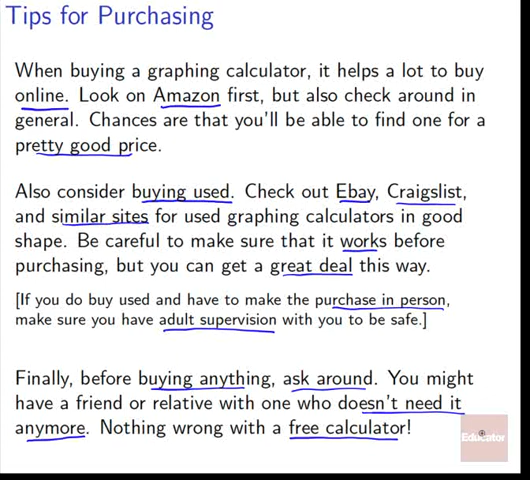 Tips for Purchasing
When buying a graphing calculator, it helps a lot to buy
online. Look on Amazon first, but also check around in
general. Chances are that you'll be able to find one for a
pretty good price.
Also consider buying used. Check out Ebay, Craigslist,
and similar sites for used graphing calculators in good
shape. Be careful to make sure that it works before
purchasing, but you can get a great deal this way.
[If you do buy used and have to make the purchase in person,
make sure you have adult supervision with you to be safe.]
Finally, before buying anything, ask around. You might
have a friend or relative with one who doesn't need it
anymore. Nothing wrong with a free calculator!
Educator